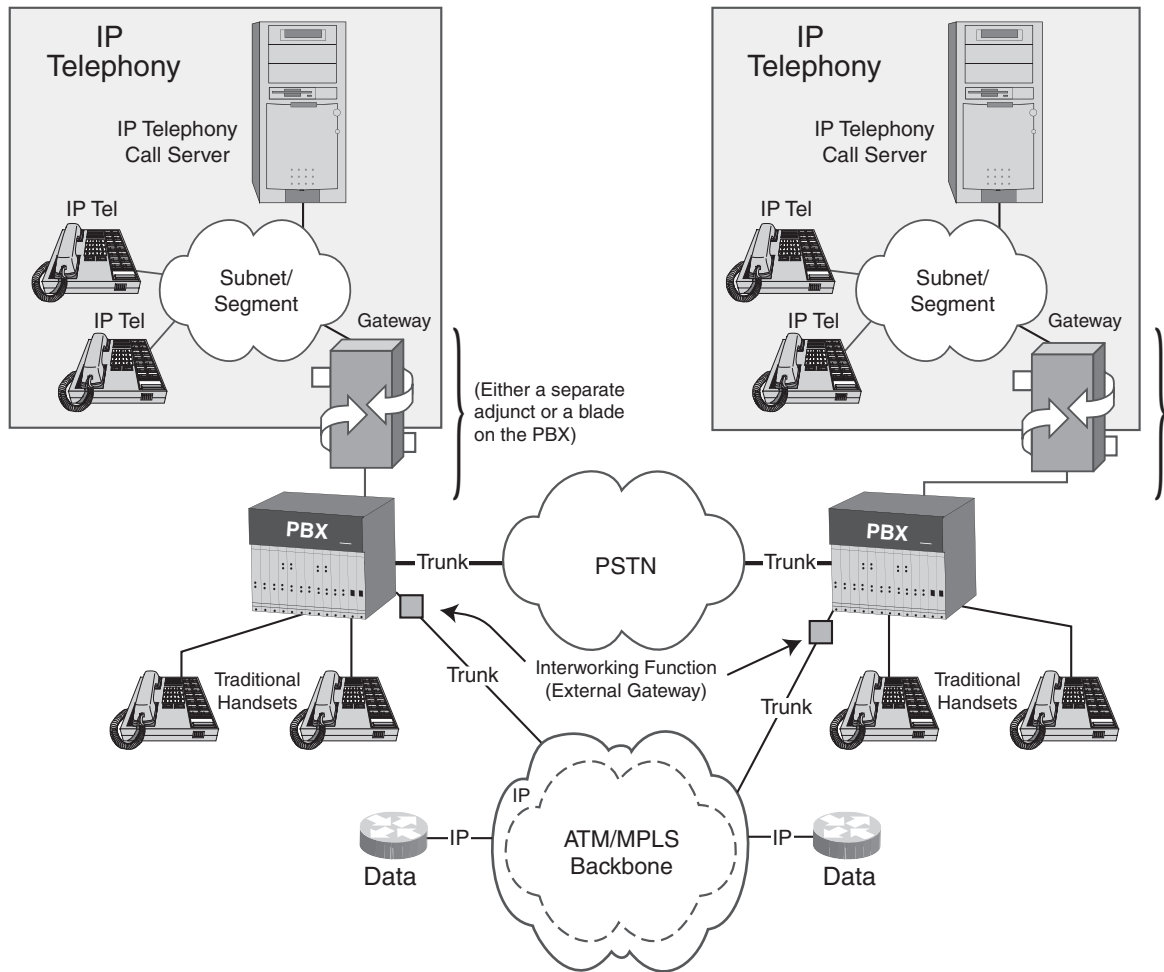 IP
Telephony
IP Telephony
Call Server
IP Tel
Subnet/
Segment
IP Tel
Gateway
(Either a separate
adjunct or a blade
on the PBX)
IP
Telephony
IP Telephony
Call Server
IP Tel
Subnet/
Segment
IP Tel
Gateway
PBX
Trunk
PSTN
Trunk
PBX
Trunk
Interworking Function
(External Gateway)
Trunk
Traditional
Handsets
Traditional
Handsets
IP
ATM/MPLS
Backbone
IP
Data
IP
Data